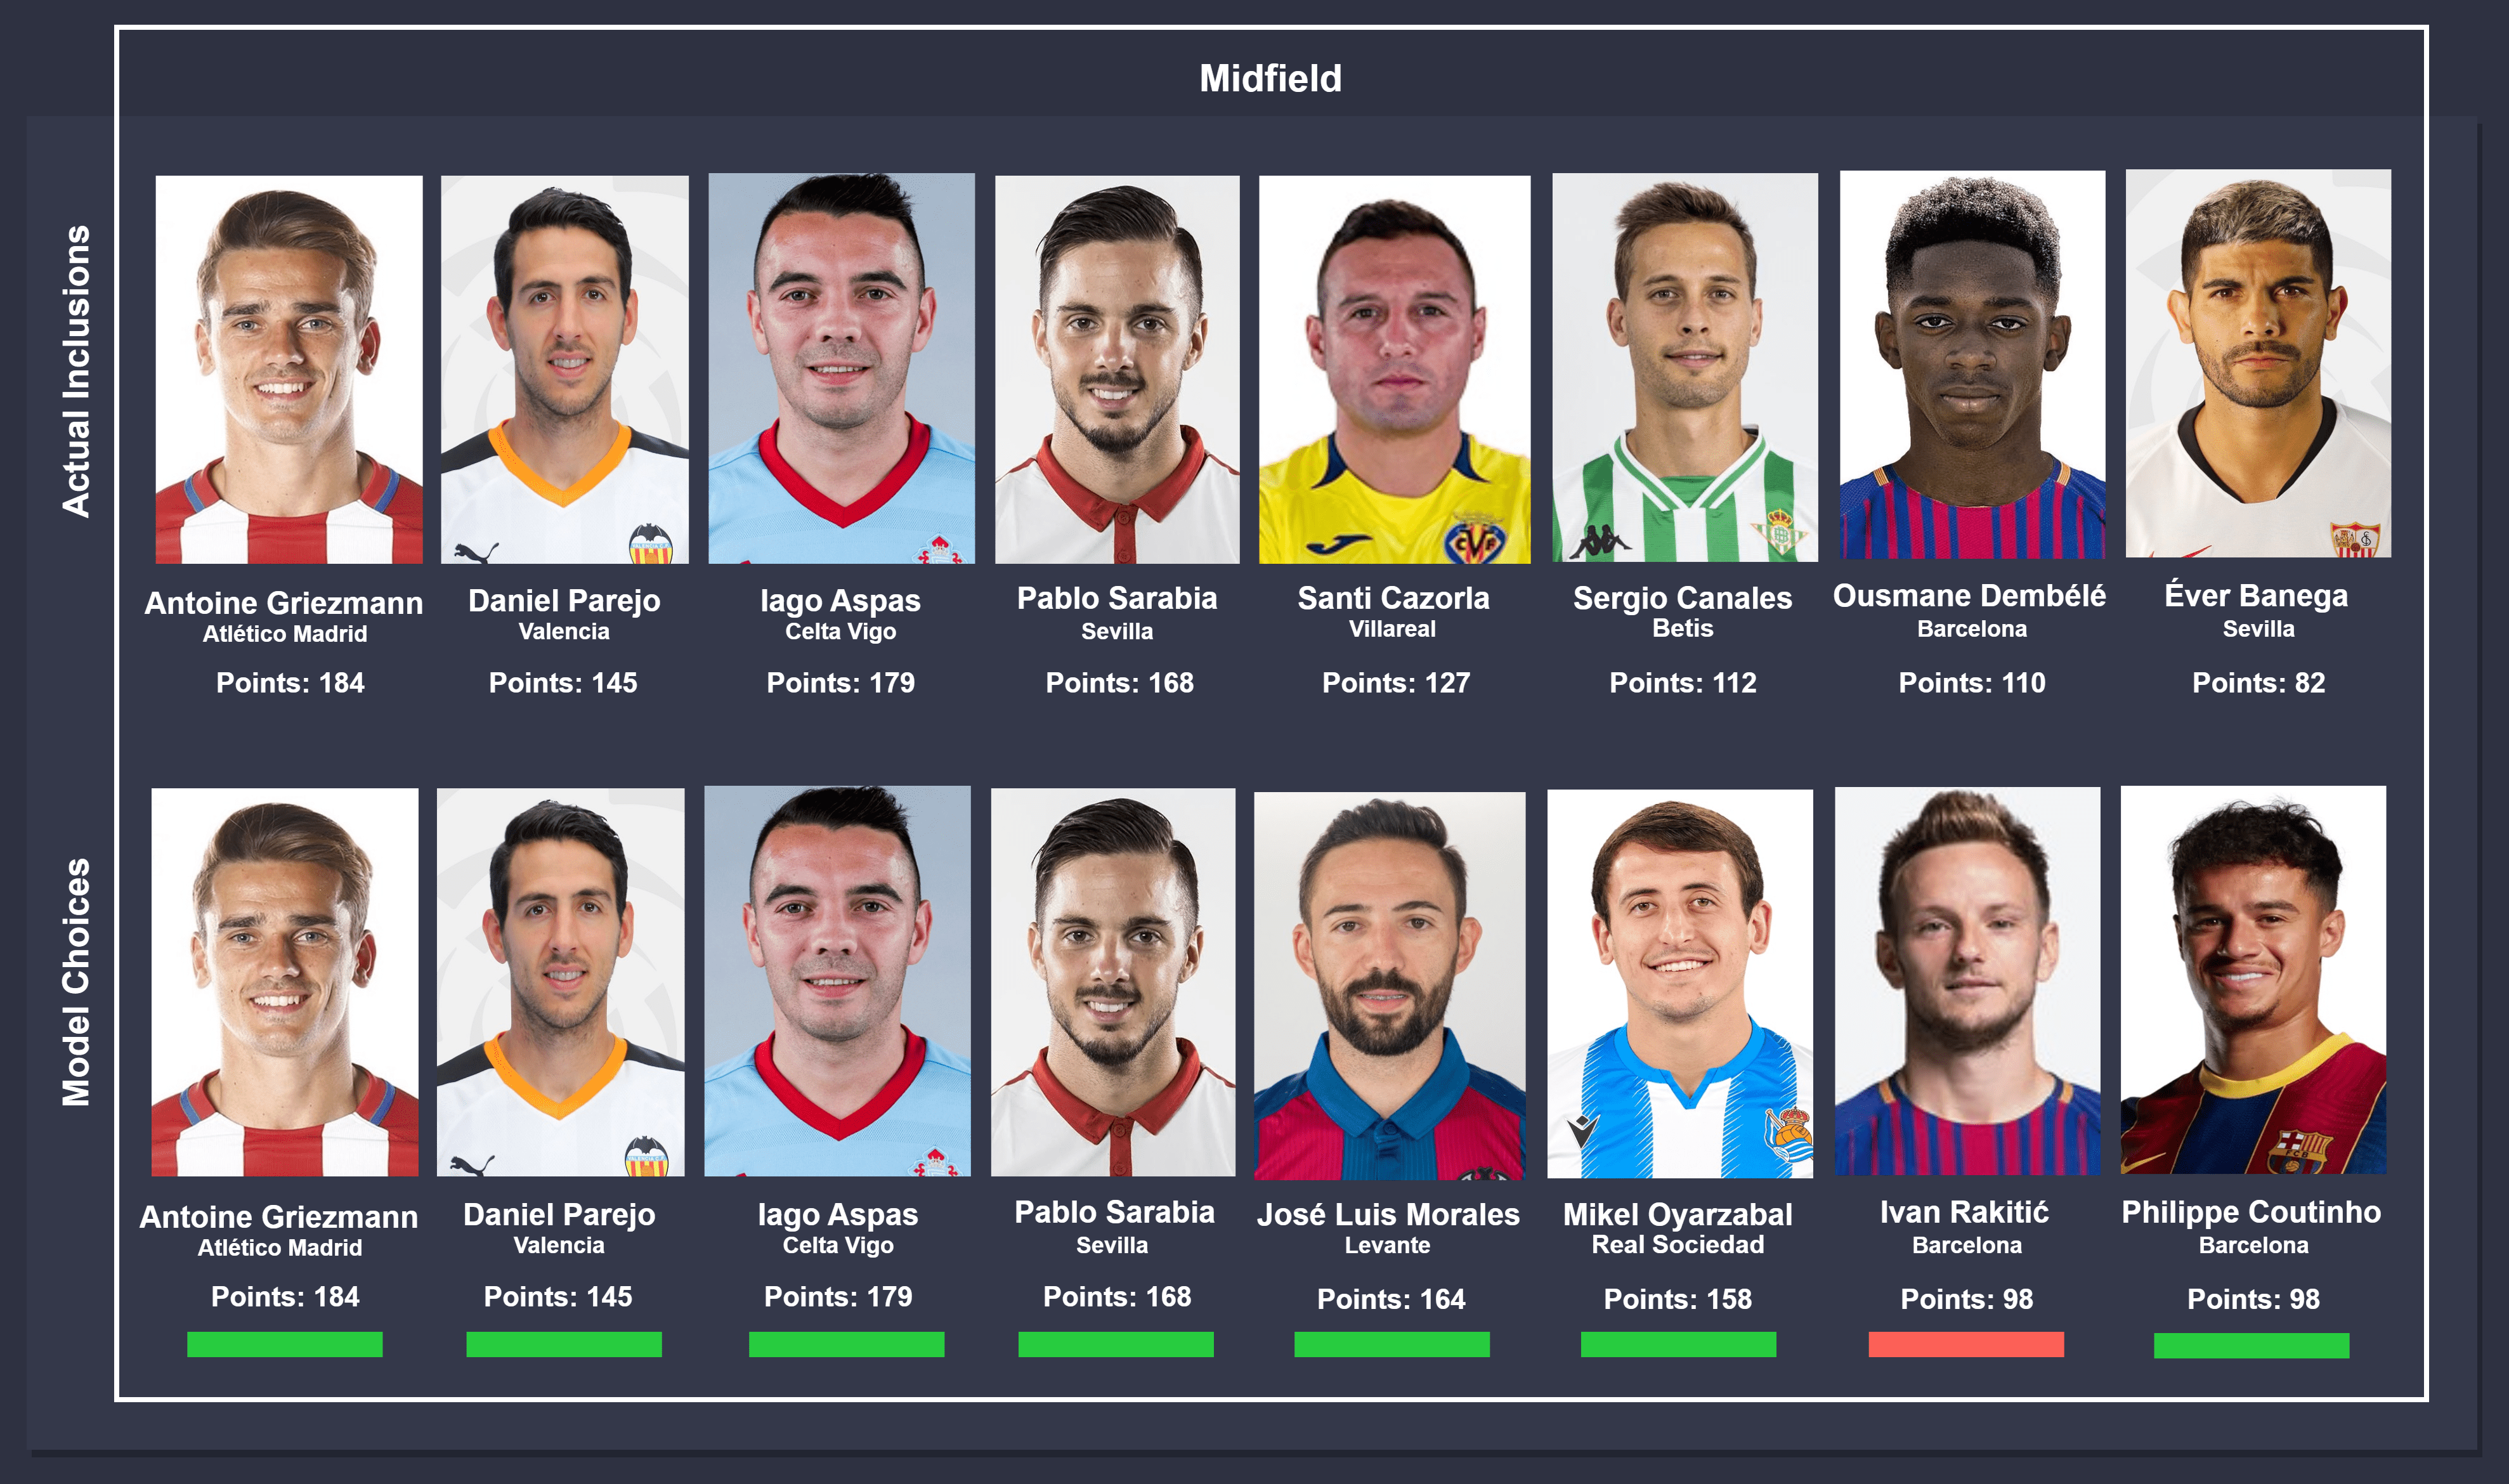 Midfield
Actual Inclusions
Antoine Griezmann
Atlético Madrid
Points: 184
Daniel Parejo
Valencia
Points: 145
Iago Aspas
Celta Vigo
Points: 179
Pablo Sarabia
Sevilla
Points: 168
Santi Cazorla
Villareal
Points: 127
Sergio Canales
Betis
Points: 112
Ousmane Dembélé
Barcelona
Points: 110
Éver Banega
Sevilla
Points: 82
Model Choices
Antoine Griezmann
Atlético Madrid
Points: 184
Daniel Parejo
Valencia
Points: 145
Iago Aspas
Celta Vigo
Points: 179
Pablo Sarabia
Sevilla
Points: 168
José Luis Morales
Levante
Points: 164
Mikel Oyarzabal
Real Sociedad
Points: 158
Ivan Rakitić
Barcelona
Points: 98
Philippe Coutinho
Barcelona
Points: 98